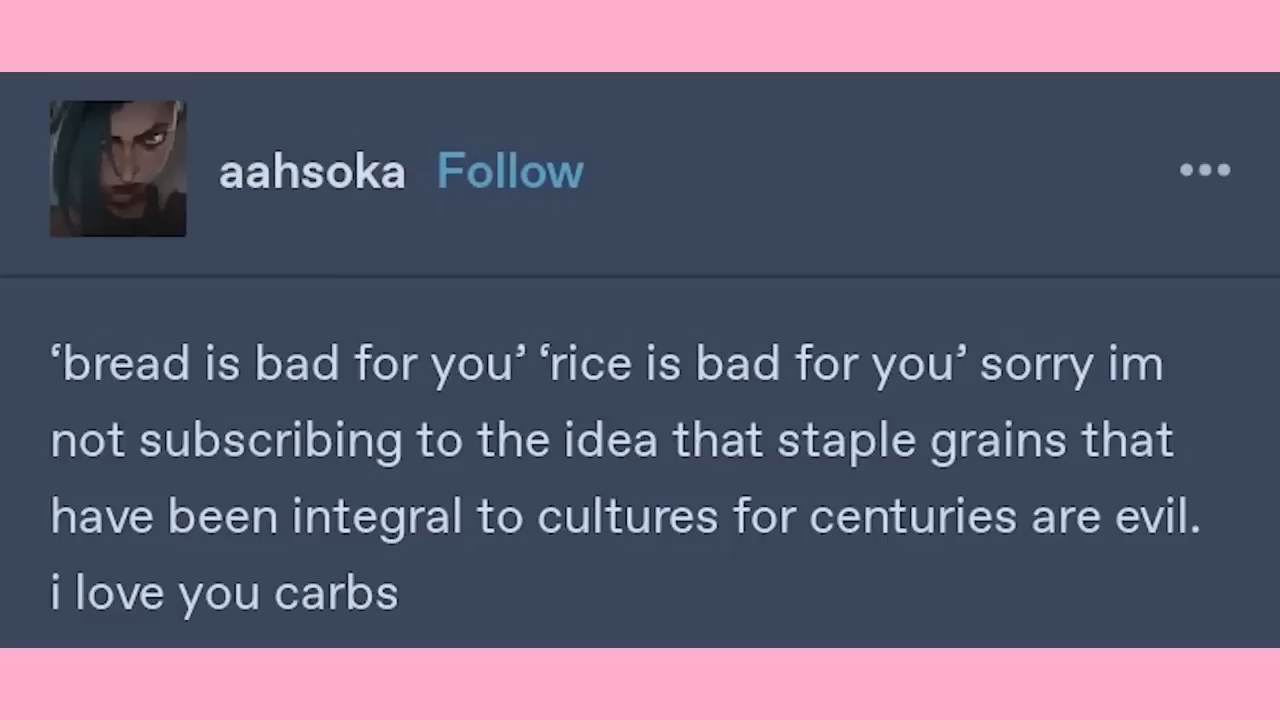 aahsoka Follow
‘bread is bad for you’ ‘rice is bad for you’ sorry im
not subscribing to the idea that staple grains that
have been integral to cultures for centuries are evil.
i love you carbs